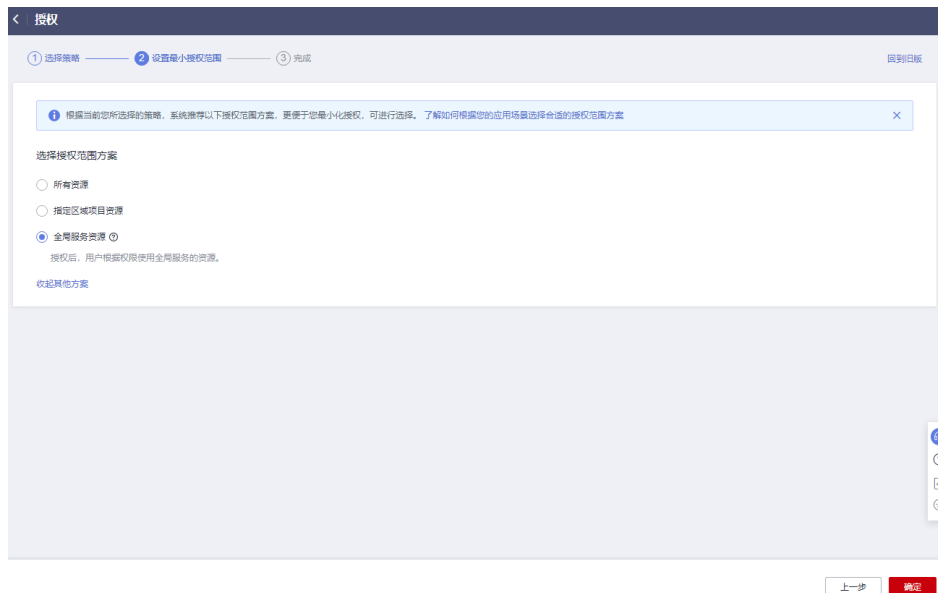 授权
1 选择策略 2 设置最小授权范围 3 完成 回到旧版
根据当前您所选择的策略，系统推荐以下授权范围方案，更便于您最小化授权，可进行选择。 了解如何根据您的应用场景选择合适的授权范围方案
选择授权范围方案
所有资源
指定区域项目资源
全局服务资源
授权后，用户根据权限使用全局服务的资源。
收起其他方案
上一步 确定